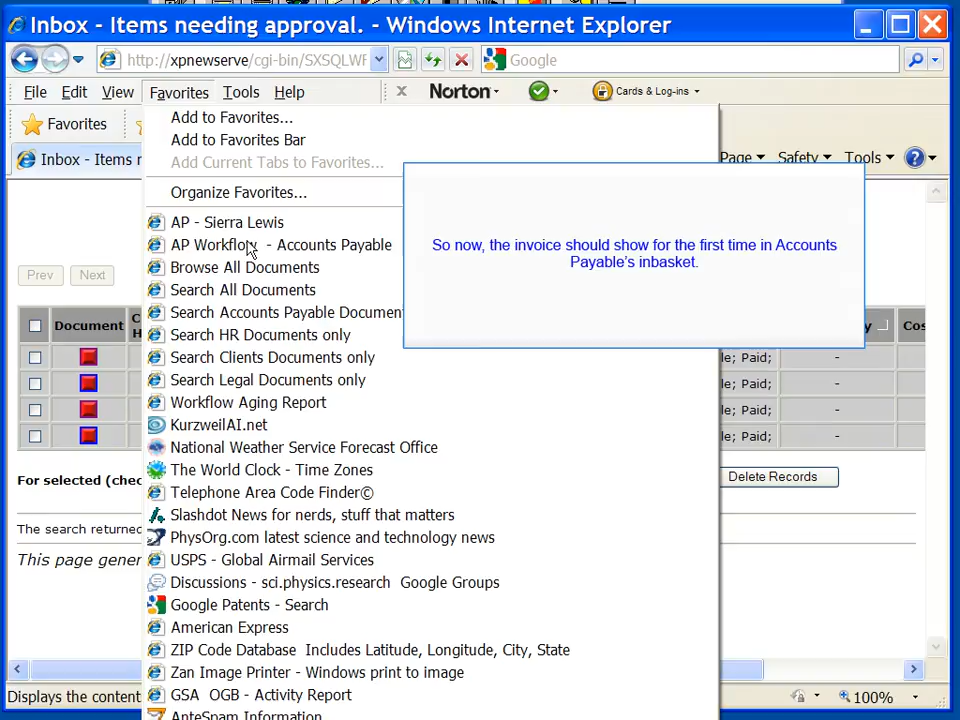 Inbox - Items needing approval. - Windows Internet Explorer
http://xpnewserve/cgi-bin/SXSQLWF
Google
File Edit View Favorites Tools Help
Norton
Cards & Log-ins
Favorites
Inbox - Items n
Page Safety Tools
Add to Favorites...
Add to Favorites Bar
Add Current Tabs to Favorites...
Organize Favorites...
AP - Sierra Lewis
AP Workflow - Accounts Payable
Browse All Documents
Search All Documents
Search Accounts Payable Documen
Search HR Documents only
Search Clients Documents only
Search Legal Documents only
Workflow Aging Report
KurzweilAI.net
National Weather Service Forecast Office
The World Clock - Time Zones
Telephone Area Code Finder©
Slashdot News for nerds, stuff that matters
PhysOrg.com latest science and technology news
USPS - Global Airmail Services
Discussions - sci.physics.research Google Groups
Google Patents - Search
American Express
ZIP Code Database Includes Latitude, Longitude, City, State
Zan Image Printer - Windows print to image
GSA OGB - Activity Report
AnteSpam Information
So now, the invoice should show for the first time in Accounts
Payable's inbasket.
Prev Next
Document C
H
y Cos
le; Paid; -
le; Paid; -
le; Paid; -
le; Paid; -
For selected (chec
Delete Records
The search returne
This page gener
Displays the content
100%